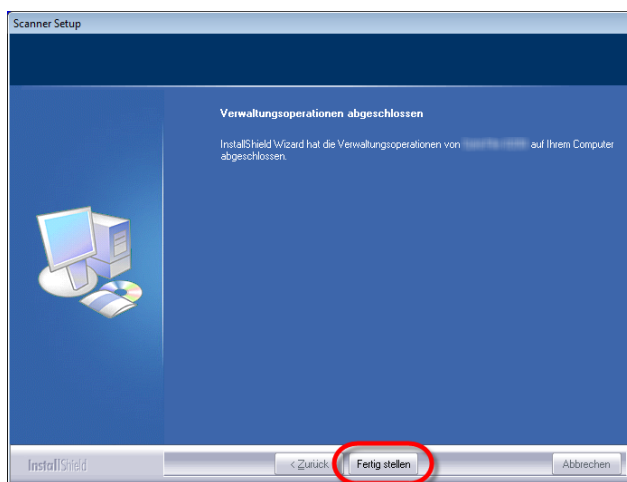 Scanner Setup
Verwaltungsoperationen abgeschlossen
InstallShield Wizard hat die Verwaltungsoperationen von auf Ihrem Computer
abgeschlossen.
InstallShield
< Zurück
Fertig stellen
Abbrechen